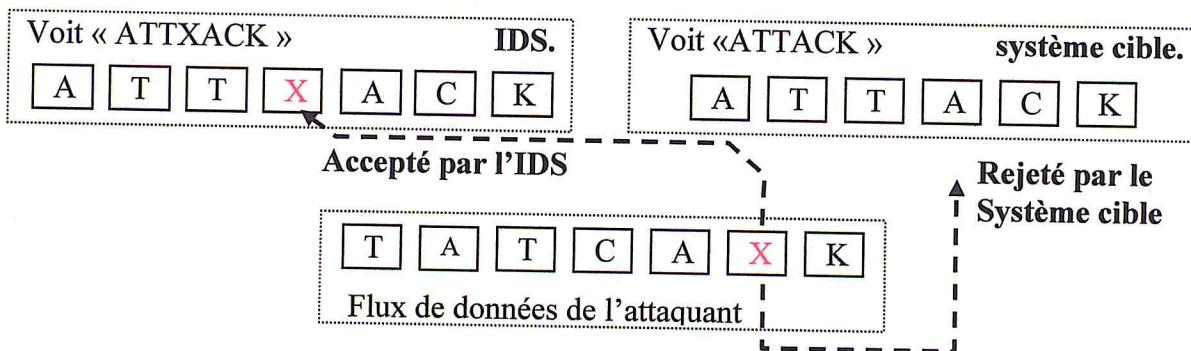 Voit « ATTXACK » IDS.
A T T X A C K
Voit «ATTACK » système cible.
A T T A C K
Accepté par l'IDS
Rejeté par le
Système cible
T A T C A X K
Flux de données de l'attaquant